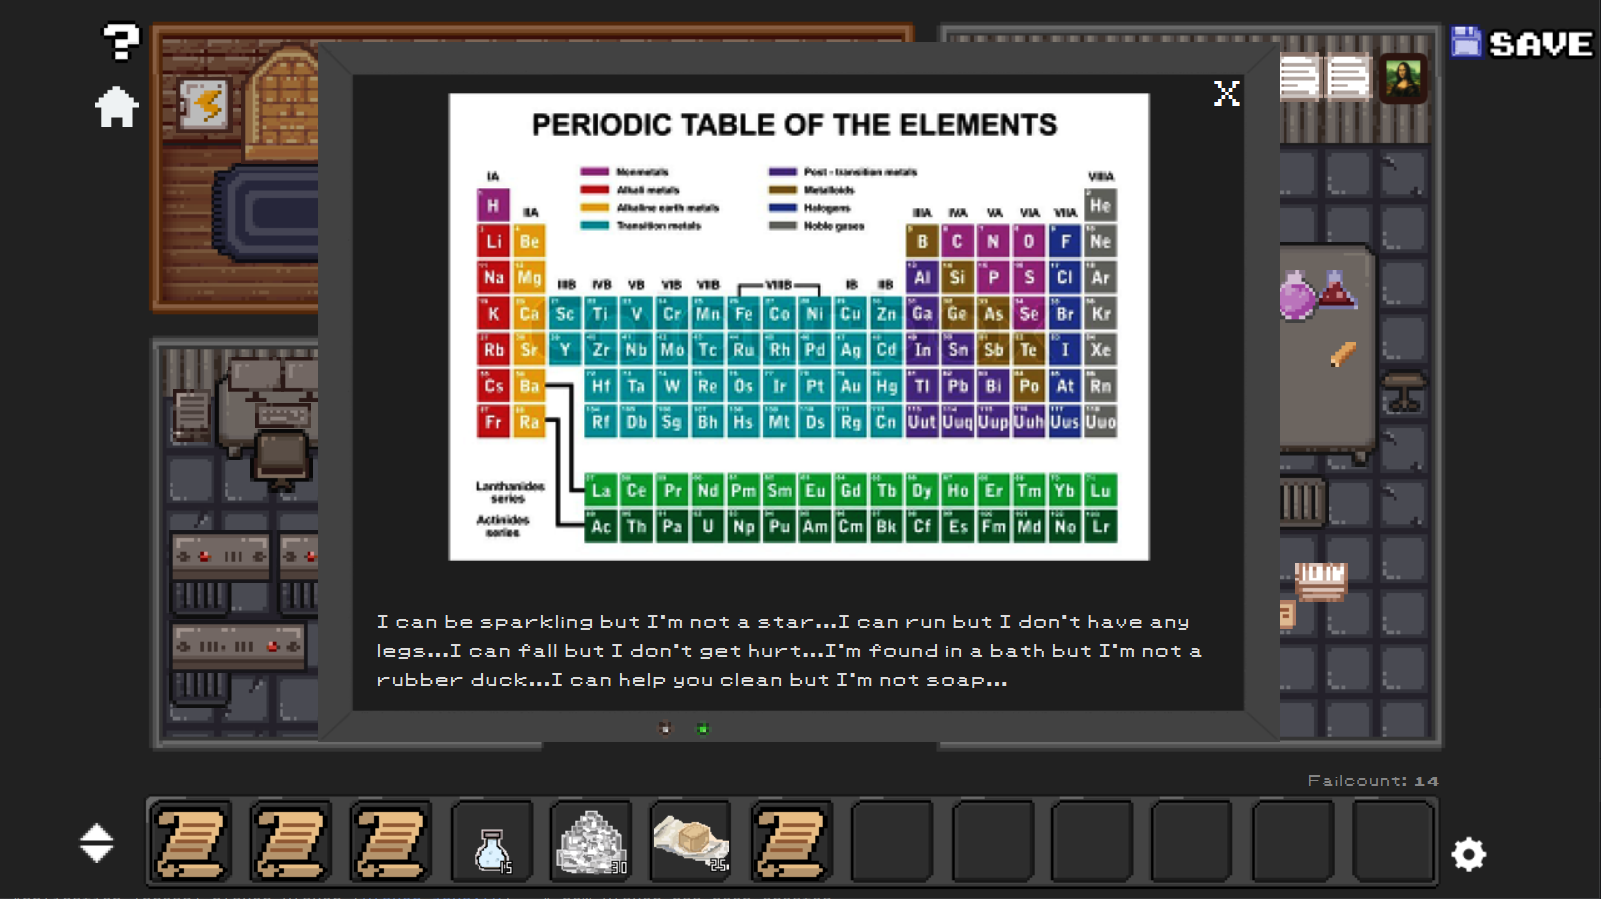 ?
SAVE
X
PERIODIC TABLE OF THE ELEMENTS
Nonmetals
Alkali metals
Alkaline earth metals
Transition metals
Post - transition metals
Metalloids
Halogens
Noble gases
IA VIIIA
H IIA IIIA IVA VA VIA VIIA He
Li Be B C N O F Ne
Na Mg IIIB IVB VB VIB VIIB VIIIB IB IIB Al Si P S Cl Ar
K Ca Sc Ti V Cr Mn Fe Co Ni Cu Zn Ga Ge As Se Br Kr
Rb Sr Y Zr Nb Mo Tc Ru Rh Pd Ag Cd In Sn Sb Te I Xe
Cs Ba Hf Ta W Re Os Ir Pt Au Hg Tl Pb Bi Po At Rn
Fr Ra Rf Db Sg Bh Hs Mt Ds Rg Cn Uut Uuq Uup Uuh Uus Uuo
Lanthanides series La Ce Pr Nd Pm Sm Eu Gd Tb Dy Ho Er Tm Yb Lu
Actinides series Ac Th Pa U Np Pu Am Cm Bk Cf Es Fm Md No Lr
I can be sparkling but I'm not a star...I can run but I don't have any
legs...I can fall but I don't get hurt...I'm found in a bath but I'm not a
rubber duck...I can help you clean but I'm not soap...
Failcount: 14
15 30 25